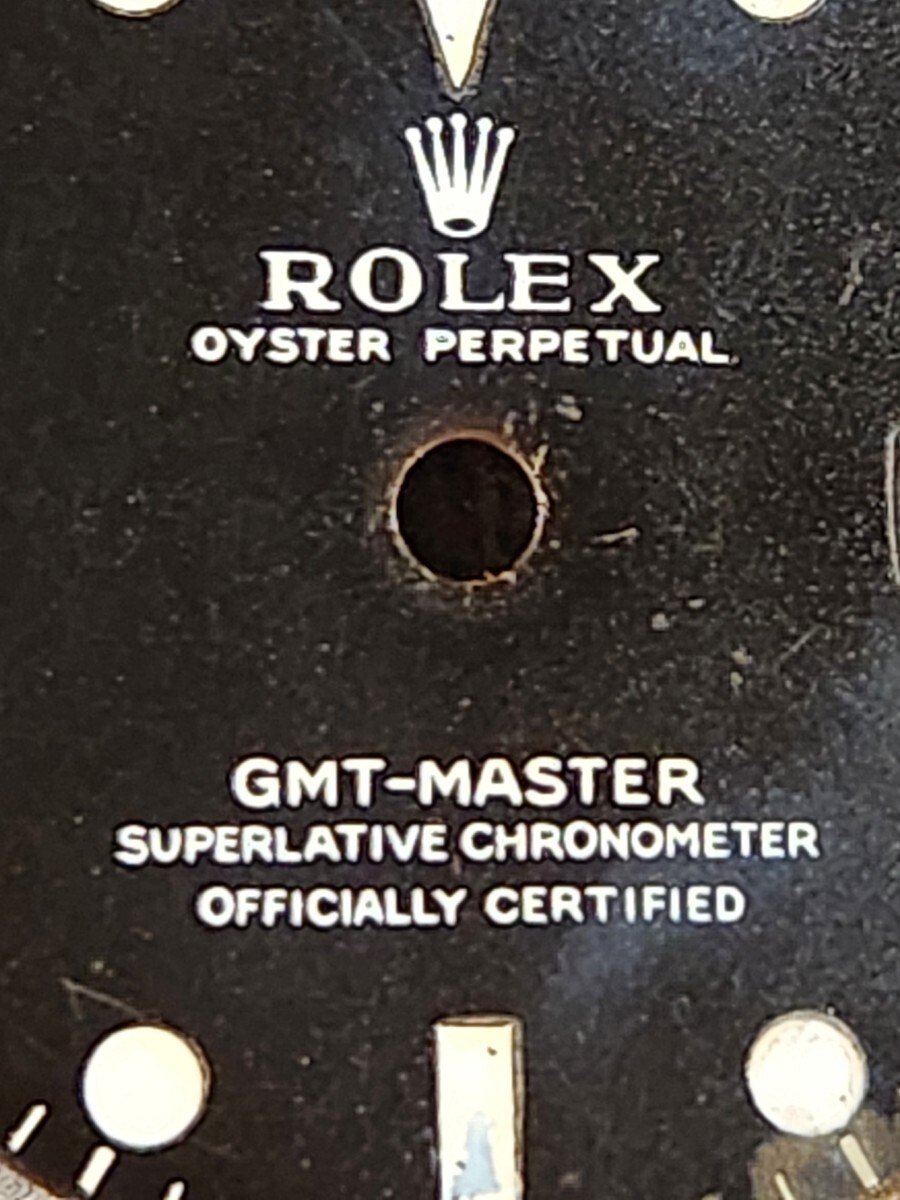 ROLEX
OYSTER PERPETUAL
GMT-MASTER
SUPERLATIVE CHRONOMETER
OFFICIALLY CERTIFIED